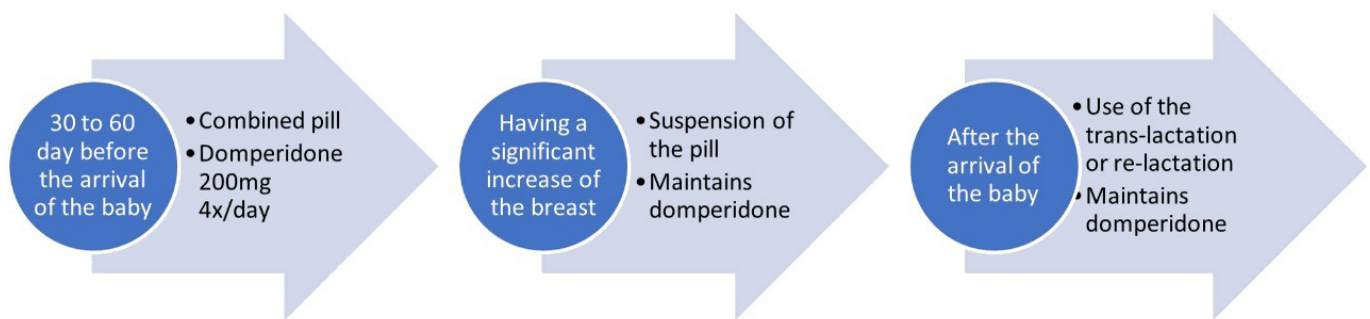 30 to 60
day before
the arrival
of the baby
•Combined pill
•Domperidone
200mg
4x/day
Having a
significant
increase of
the breast
•Suspension of
the pill
•Maintains
domperidone
After the
arrival of
the baby
•Use of the
trans-lactation
or re-lactation
•Maintains
domperidone